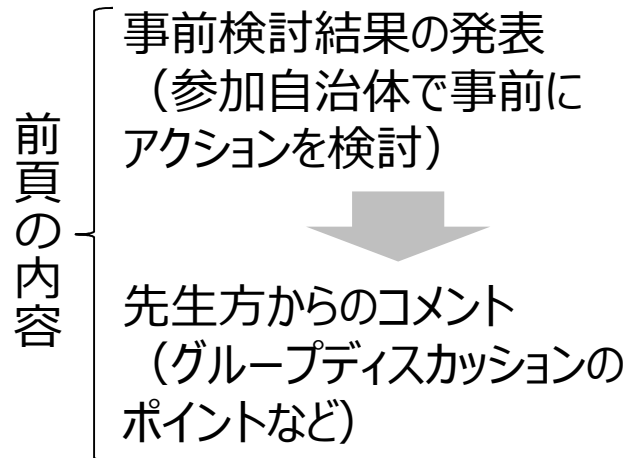 前頁の内容
事前検討結果の発表
（参加自治体で事前に
アクションを検討）
先生方からのコメント
（グループディスカッションの
ポイントなど）